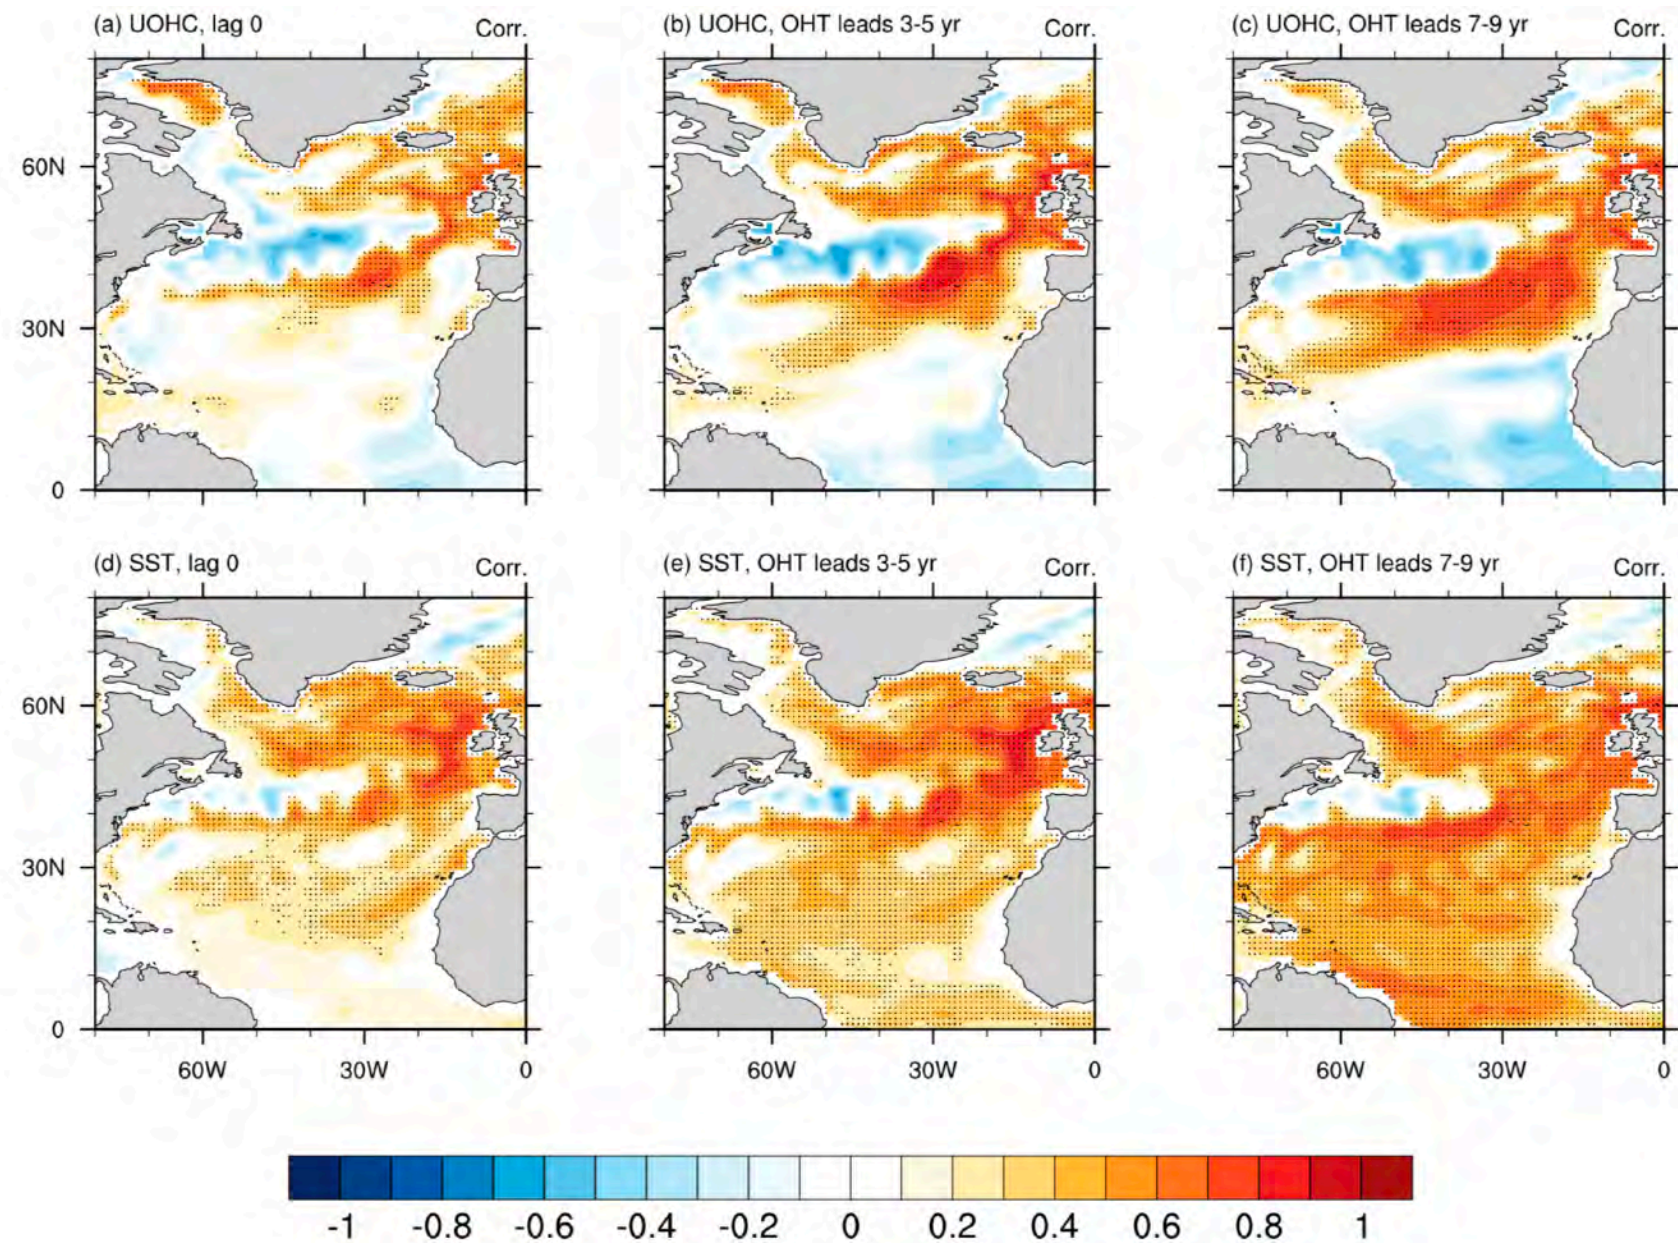 (a) UOHC, lag 0 Corr.
(b) UOHC, OHT leads 3-5 yr Corr.
(c) UOHC, OHT leads 7-9 yr Corr.
60N
30N
0
(d) SST, lag 0 Corr.
(e) SST, OHT leads 3-5 yr Corr.
(f) SST, OHT leads 7-9 yr Corr.
60N
30N
0
60W 30W 0 60W 30W 0 60W 30W 0
-1 -0.8 -0.6 -0.4 -0.2 0 0.2 0.4 0.6 0.8 1